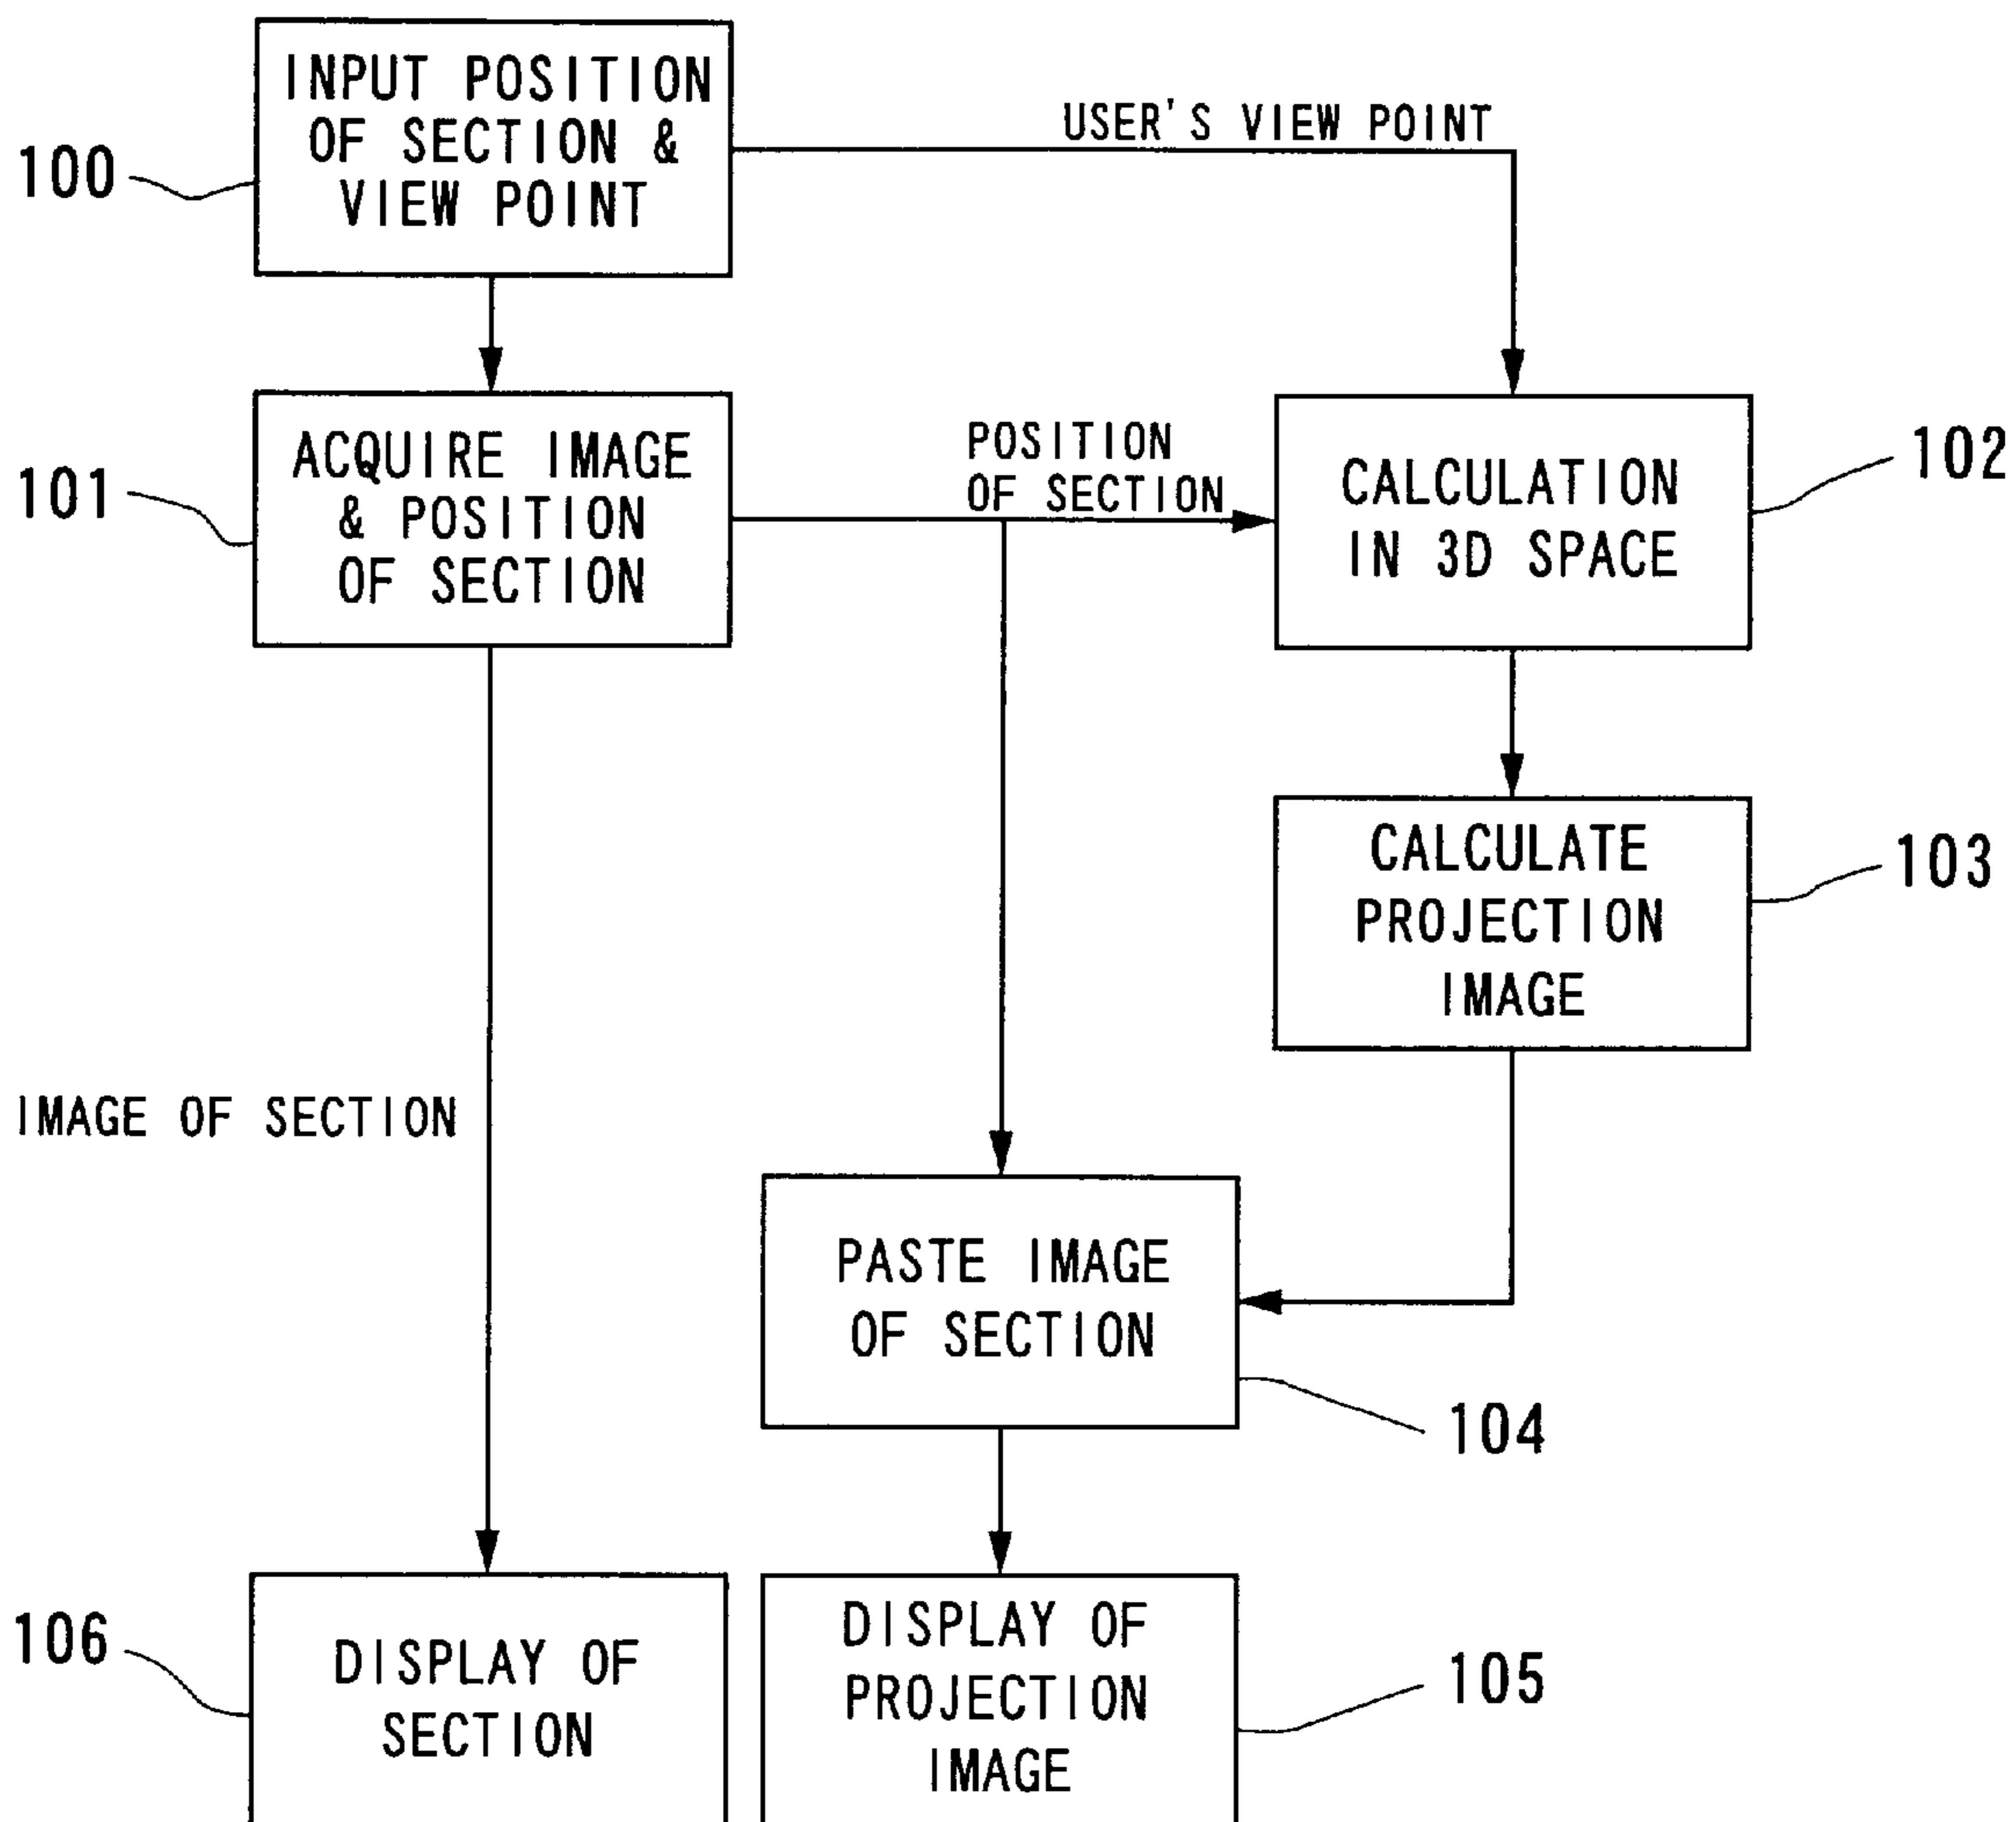 INPUT POSITION
OF SECTION &
VIEW POINT
100
USER'S VIEW POINT
ACQUIRE IMAGE
& POSITION
OF SECTION
101
POSITION
OF SECTION
CALCULATION
IN 3D SPACE
102
CALCULATE
PROJECTION
IMAGE
103
IMAGE OF SECTION
PASTE IMAGE
OF SECTION
104
106
DISPLAY OF
SECTION
DISPLAY OF
PROJECTION
IMAGE
105